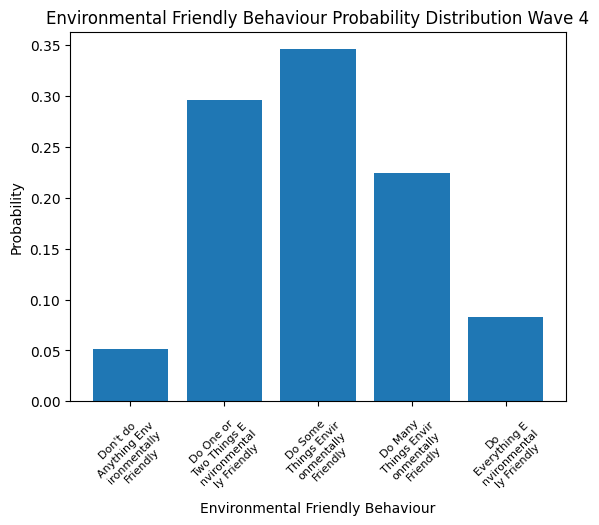 Environmental Friendly Behaviour Probability Distribution Wave 4
0.35
0.30
0.25
0.20
0.15
0.10
0.05
0.00
Probability
Don't do
Anything Env
ironmentally
Friendly
Do One or
Two Things E
nvironmental
ly Friendly
Do Some
Things Envir
onmentally
Friendly
Do Many
Things Envir
onmentally
Friendly
Do
Everything E
nvironmental
ly Friendly
Environmental Friendly Behaviour